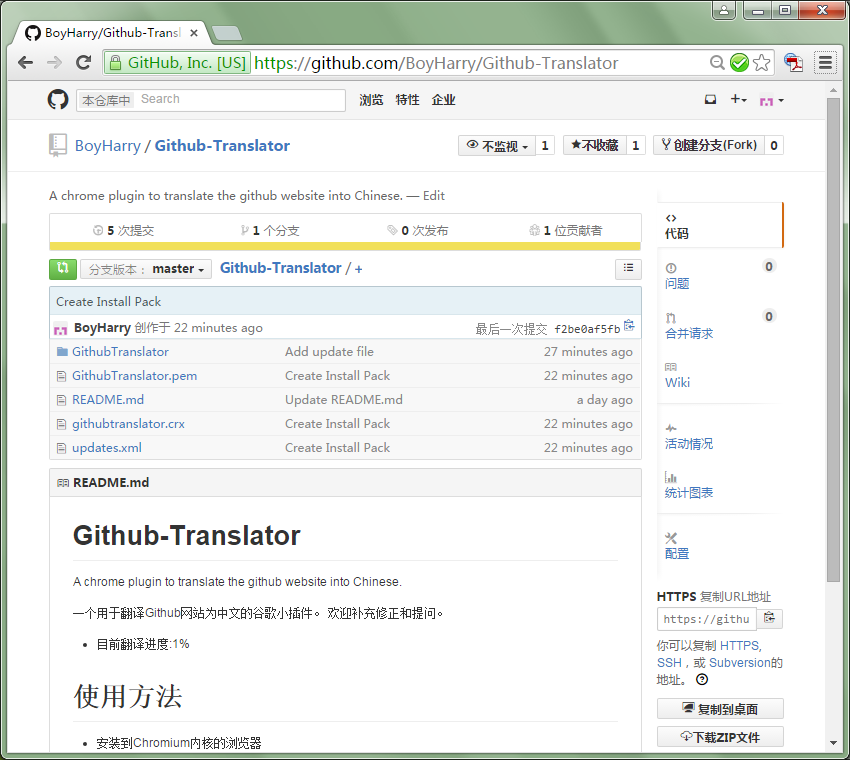 BoyHarry/Github-Transl
GitHub, Inc. [US] https://github.com/BoyHarry/Github-Translator
本仓库中 Search 浏览 特性 企业
BoyHarry / Github-Translator 不监视 1 不收藏 1 创建分支(Fork) 0
A chrome plugin to translate the github website into Chinese. — Edit
5 次提交 1 个分支 0 次发布 1 位贡献者
分支版本： master Github-Translator / +
Create Install Pack
BoyHarry 创作于 22 minutes ago 最后一次提交 f2be0af5fb
GithubTranslator Add update file 27 minutes ago
GithubTranslator.pem Create Install Pack 22 minutes ago
README.md Update README.md a day ago
githubtranslator.crx Create Install Pack 22 minutes ago
updates.xml Create Install Pack 22 minutes ago
README.md
Github-Translator
A chrome plugin to translate the github website into Chinese.
一个用于翻译Github网站为中文的谷歌小插件。 欢迎补充修正和提问。
目前翻译进度:1%
使用方法
安装到Chromium内核的浏览器
代码
问题 0
合并请求 0
Wiki
活动情况
统计图表
配置
HTTPS 复制URL地址
https://githu
你可以复制 HTTPS,
SSH，或 Subversion的
地址。
复制到桌面
下载ZIP文件